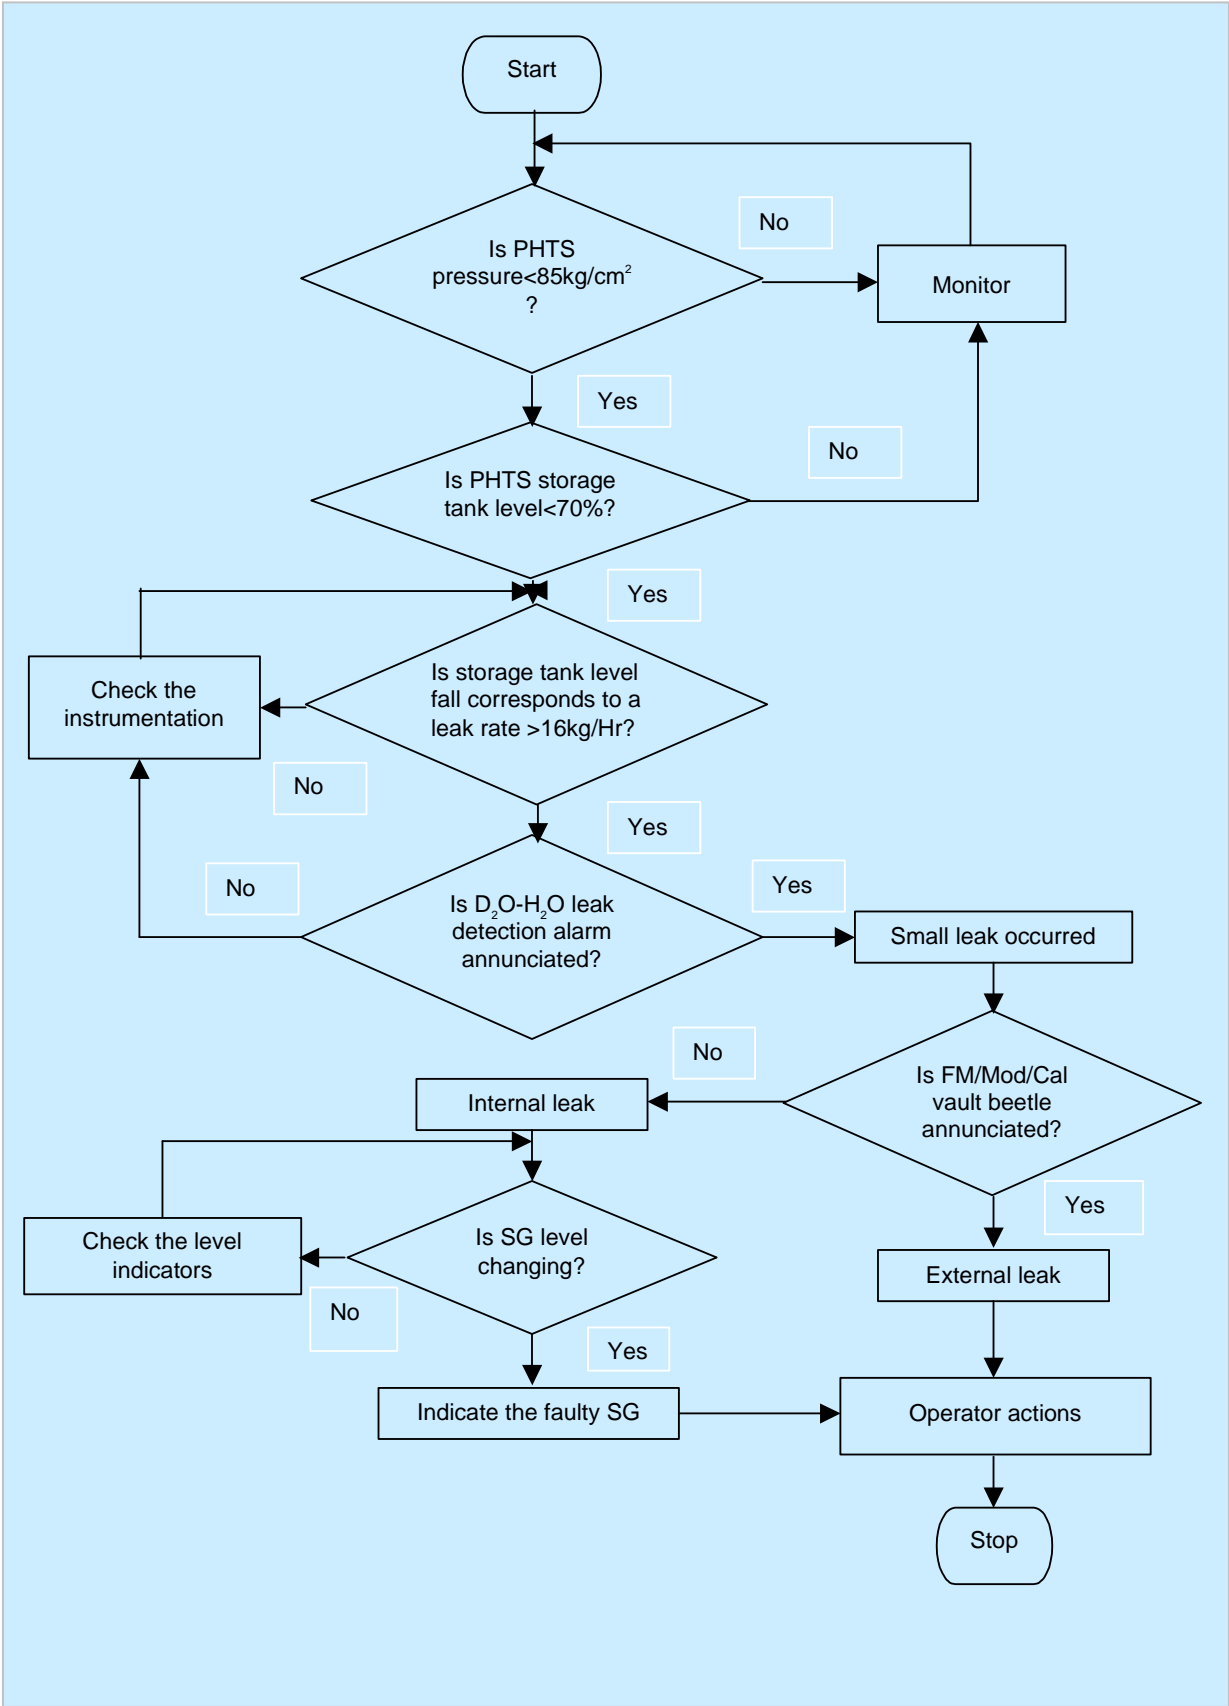 Start
No
Is PHTS
pressure<85kg/cm²
?
Monitor
Yes
No
Is PHTS storage
tank level<70%?
Yes
Is storage tank level
fall corresponds to a
leak rate >16kg/Hr?
Check the
instrumentation
No
Yes
No
Yes
Is D₂O-H₂O leak
detection alarm
annunciated?
Small leak occurred
No
Is FM/Mod/Cal
vault beetle
annunciated?
Internal leak
Yes
Check the level
indicators
Is SG level
changing?
External leak
No
Yes
Indicate the faulty SG
Operator actions
Stop